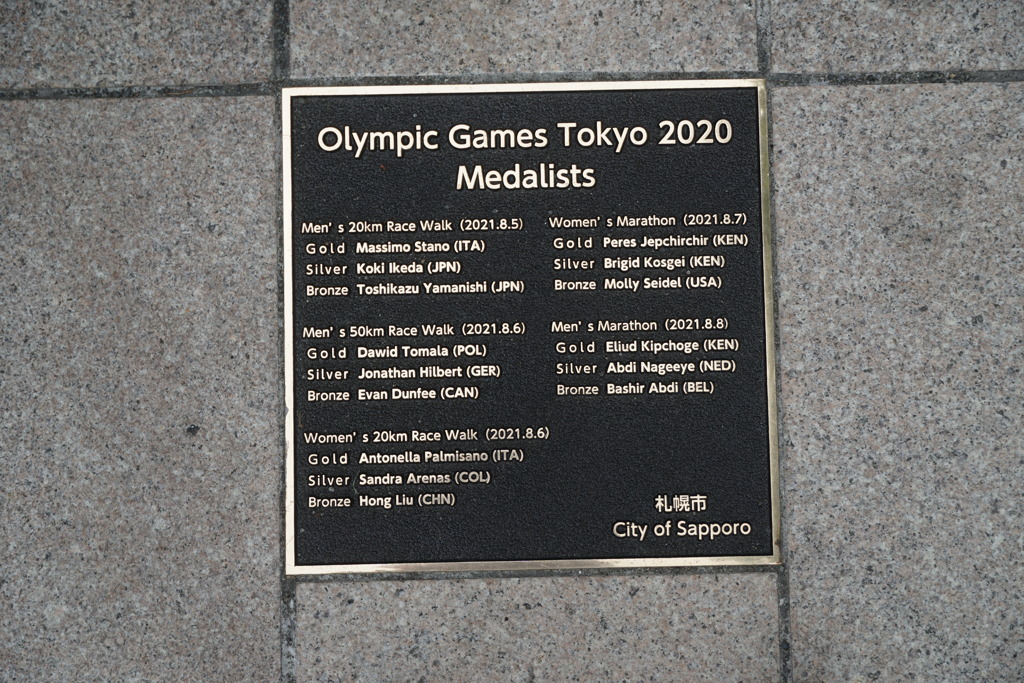 Olympic Games Tokyo 2020
Medalists
Men's 20km Race Walk (2021.8.5)
Gold Massimo Stano (ITA)
Silver Koki Ikeda (JPN)
Bronze Toshikazu Yamanishi (JPN)
Men's 50km Race Walk (2021.8.6)
Gold Dawid Tomala (POL)
Silver Jonathan Hilbert (GER)
Bronze Evan Dunfee (CAN)
Women's 20km Race Walk (2021.8.6)
Gold Antonella Palmisano (ITA)
Silver Sandra Arenas (COL)
Bronze Hong Liu (CHN)
Women's Marathon (2021.8.7)
Gold Peres Jepchirchir (KEN)
Silver Brigid Kosgei (KEN)
Bronze Molly Seidel (USA)
Men's Marathon (2021.8.8)
Gold Eliud Kipchoge (KEN)
Silver Abdi Nageeye (NED)
Bronze Bashir Abdi (BEL)
札幌市
City of Sapporo